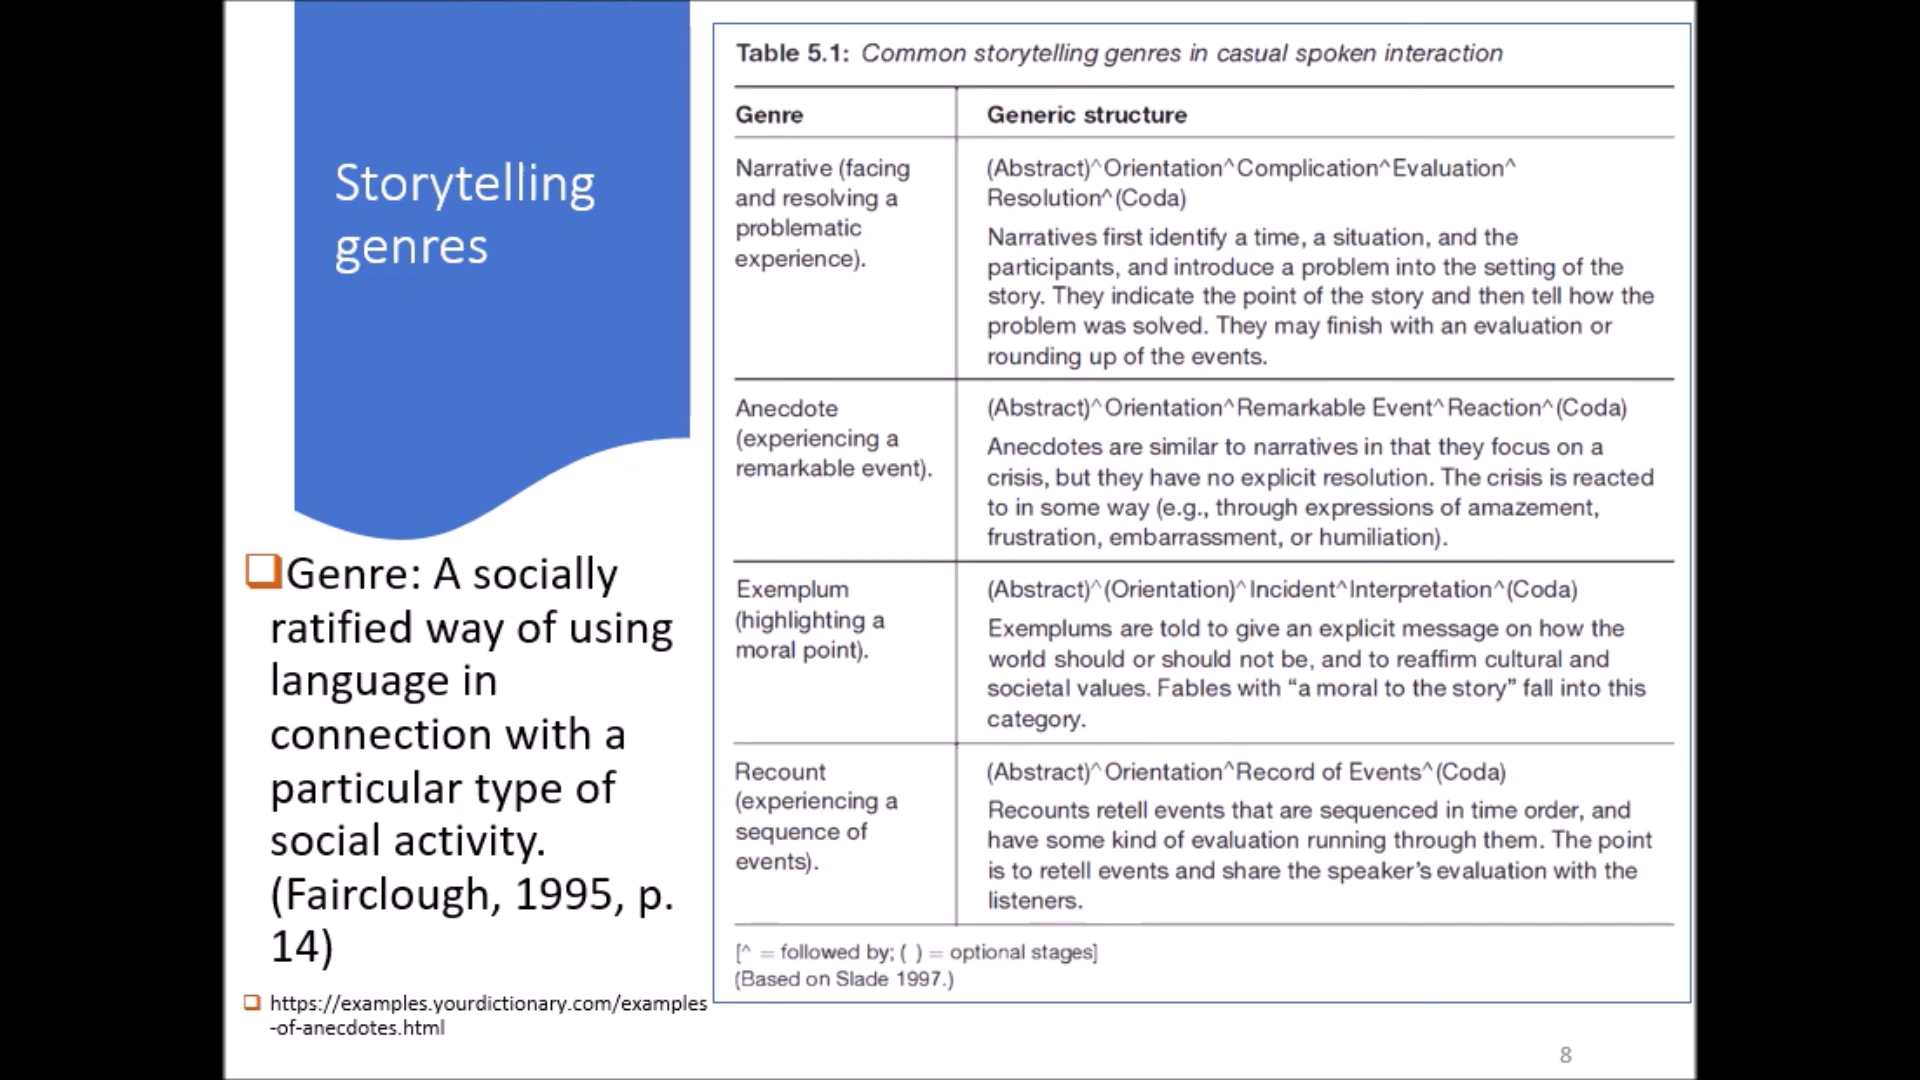 Storytelling
genres
Genre: A socially
ratified way of using
language in
connection with a
particular type of
social activity.
(Fairclough, 1995, p.
14)
https://examples.yourdictionary.com/examples
-of-anecdotes.html
Table 5.1: Common storytelling genres in casual spoken interaction
Genre
Generic structure
Narrative (facing
and resolving a
problematic
experience).
(Abstract)^Orientation^Complication^Evaluation^
Resolution^(Coda)
Narratives first identify a time, a situation, and the
participants, and introduce a problem into the setting of the
story. They indicate the point of the story and then tell how the
problem was solved. They may finish with an evaluation or
rounding up of the events.
Anecdote
(experiencing a
remarkable event).
(Abstract)^Orientation^Remarkable Event^Reaction^(Coda)
Anecdotes are similar to narratives in that they focus on a
crisis, but they have no explicit resolution. The crisis is reacted
to in some way (e.g., through expressions of amazement,
frustration, embarrassment, or humiliation).
Exemplum
(highlighting a
moral point).
(Abstract)^(Orientation)^Incident^Interpretation^(Coda)
Exemplums are told to give an explicit message on how the
world should or should not be, and to reaffirm cultural and
societal values. Fables with “a moral to the story” fall into this
category.
Recount
(experiencing a
sequence of
events).
(Abstract)^Orientation^Record of Events^(Coda)
Recounts retell events that are sequenced in time order, and
have some kind of evaluation running through them. The point
is to retell events and share the speaker’s evaluation with the
listeners.
[^ = followed by; ( ) = optional stages]
(Based on Slade 1997.)
8